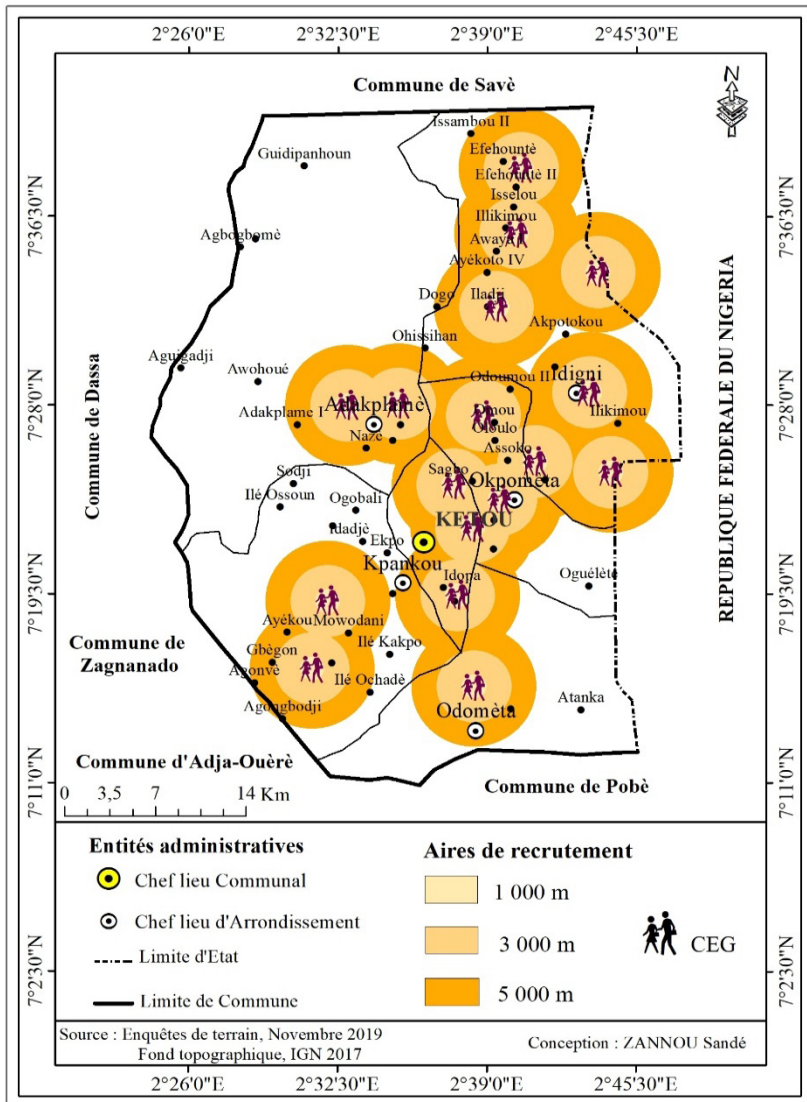 2°26'0"E 2°32'30"E 2°39'0"E 2°45'30"E
Commune de Savè
N
Issambou II
Efehountè
Guidipanhoun
Efehountè II
Isselou
7°36'30"N 7°36'30"N
Illikimou
Agbogbomè
Awaya
Ayékoto IV
Dogo
Iladji
Akpotokou
Ohissihan
REPUBLIQUE FEDERALE DU NIGERIA
Commune de Dassa
Aguigadji
Awohoué
Odoumou II
Idigni
7°28'0"N 7°28'0"N
Adakplamè
Adakplame I
Omou
Ilikimou
Oloulo
Nazé
Assoko
Sodji
Sagbo
Okpomèta
Ilé Ossoun
Ogobali
KETOU
Idadjè
Ekpo
Kpankou
Idopa
Oguélètè
7°19'30"N 7°19'30"N
Ayékou
Mowodani
Commune de
Zagnanado
Gbègon
Ilé Kakpo
Agonvè
Ilé Ochadè
Agongbodji
Odomèta
Atanka
Commune d'Adja-Ouèrè
Commune de Pobè
7°11'0"N 7°11'0"N
0 3,5 7 14 Km
Entités administratives
Chef lieu Communal
Chef lieu d'Arrondissement
Limite d'Etat
Limite de Commune
Aires de recrutement
1 000 m
3 000 m
5 000 m
CEG
7°2'30"N 7°2'30"N
Source : Enquêtes de terrain, Novembre 2019
Fond topographique, IGN 2017
Conception : ZANNOU Sandé
2°26'0"E 2°32'30"E 2°39'0"E 2°45'30"E